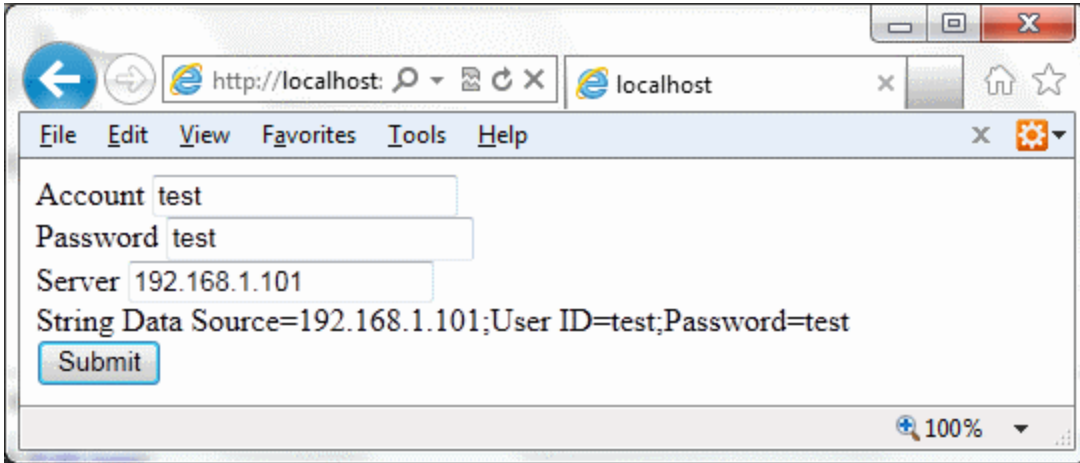 http://localhost:
localhost
File Edit View Favorites Tools Help
Account test
Password test
Server 192.168.1.101
String Data Source=192.168.1.101;User ID=test;Password=test
Submit
100%